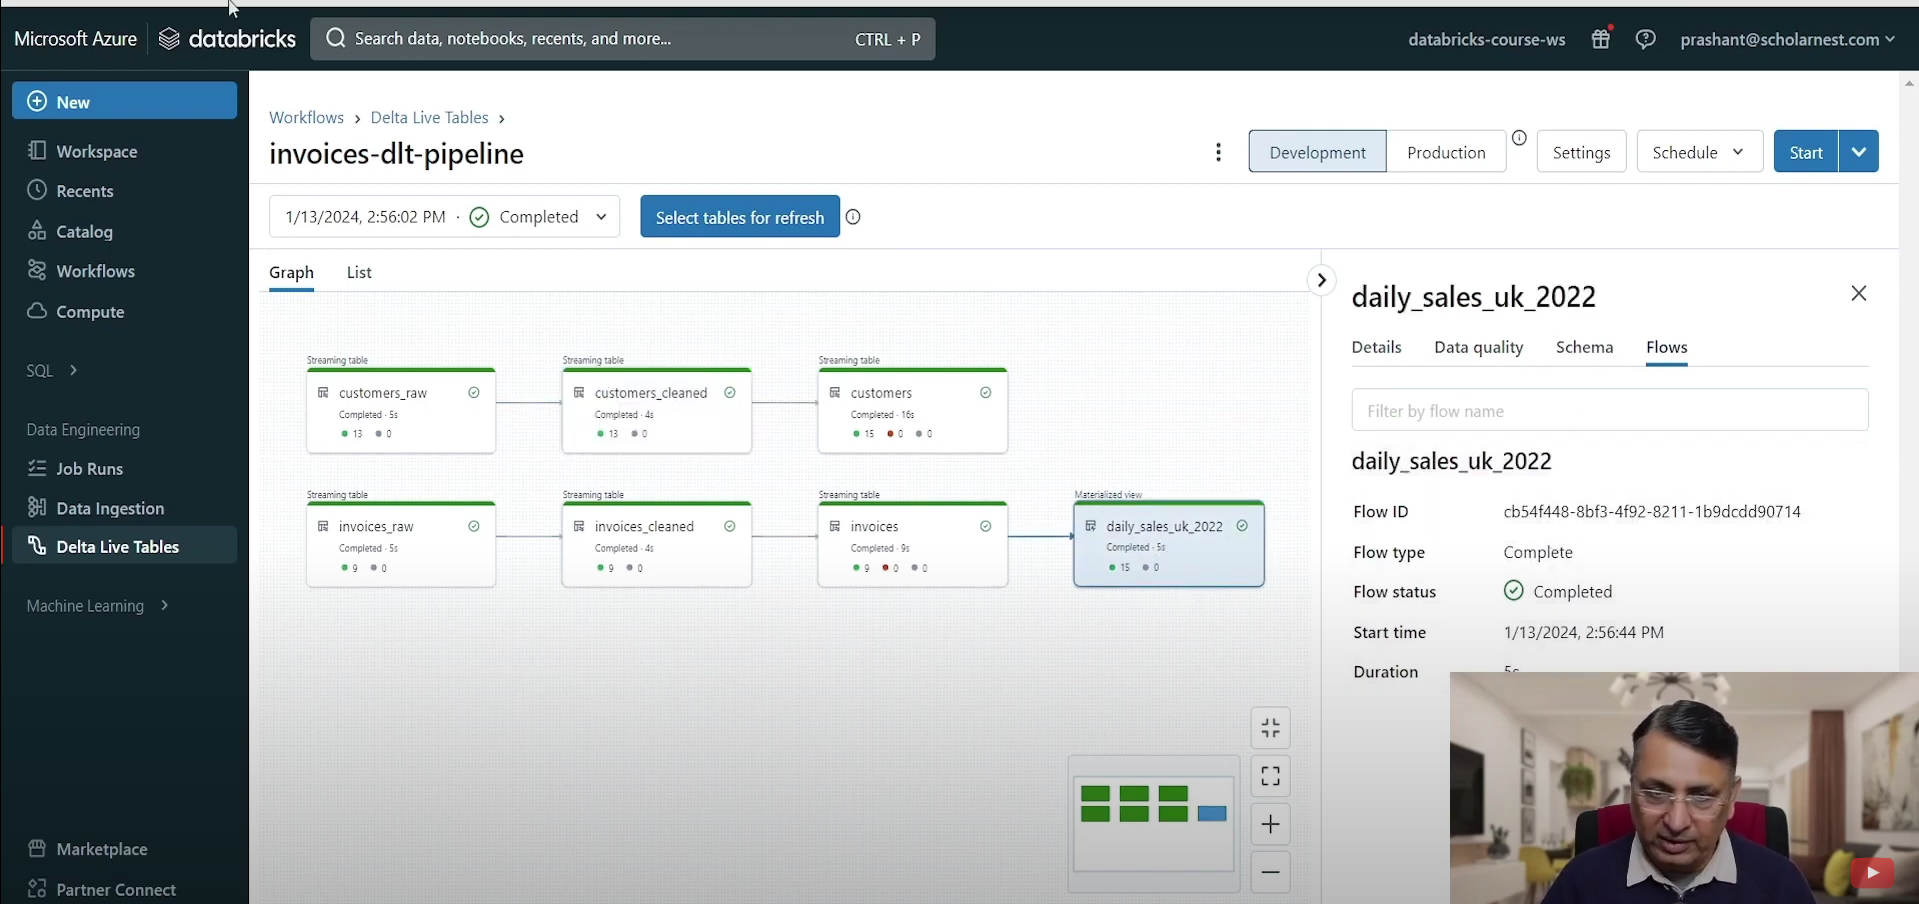 Microsoft Azure
databricks
Search data, notebooks, recents, and more...
CTRL + P
databricks-course-ws
prashant@scholarnest.com
New
Workspace
Recents
Catalog
Workflows
Compute
SQL
Data Engineering
Job Runs
Data Ingestion
Delta Live Tables
Machine Learning
Marketplace
Partner Connect
Workflows › Delta Live Tables ›
invoices-dlt-pipeline
Development
Production
Settings
Schedule
Start
1/13/2024, 2:56:02 PM · Completed
Select tables for refresh
Graph
List
Streaming table
customers_raw
Completed · 5s
13 0
Streaming table
customers_cleaned
Completed · 4s
13 0
Streaming table
customers
Completed · 16s
15 0 0
Streaming table
invoices_raw
Completed · 5s
9 0
Streaming table
invoices_cleaned
Completed · 4s
9 0
Streaming table
invoices
Completed · 9s
9 0 0
Materialized view
daily_sales_uk_2022
Completed · 5s
15 0
daily_sales_uk_2022
Details
Data quality
Schema
Flows
Filter by flow name
daily_sales_uk_2022
Flow ID cb54f448-8bf3-4f92-8211-1b9dcdd90714
Flow type Complete
Flow status Completed
Start time 1/13/2024, 2:56:44 PM
Duration 5s